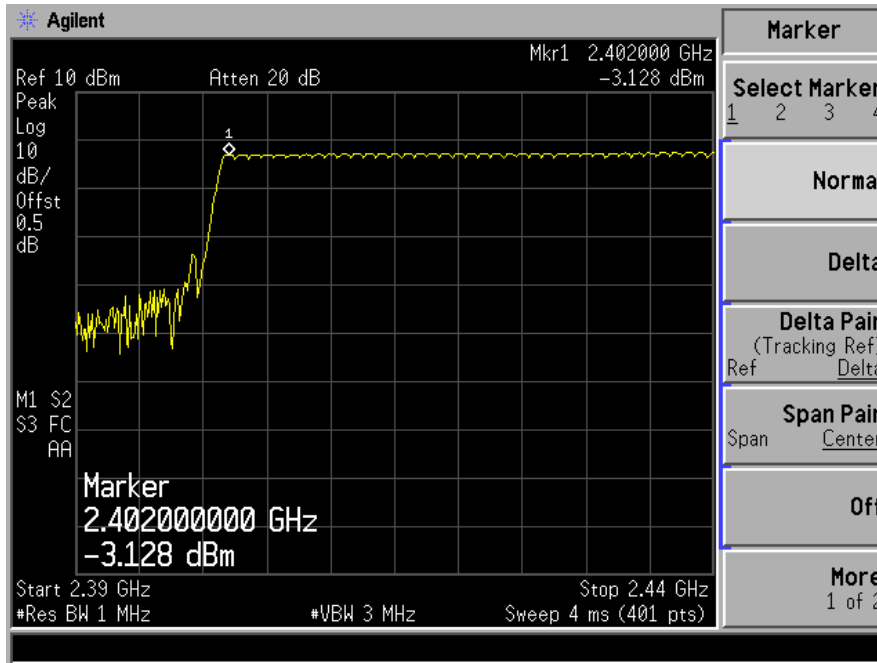 Agilent
Marker
Mkr1 2.402000 GHz
Ref 10 dBm Atten 20 dB -3.128 dBm
Peak
Log
10
dB/
Offst
0.5
dB
1
M1 S2
S3 FC
AA
Marker
2.402000000 GHz
-3.128 dBm
Start 2.39 GHz Stop 2.44 GHz
#Res BW 1 MHz #VBW 3 MHz Sweep 4 ms (401 pts)
Select Marker
1 2 3 4
Norma
Delta
Delta Pair
(Tracking Ref)
Ref Delta
Span Pair
Span Center
Off
More
1 of 2